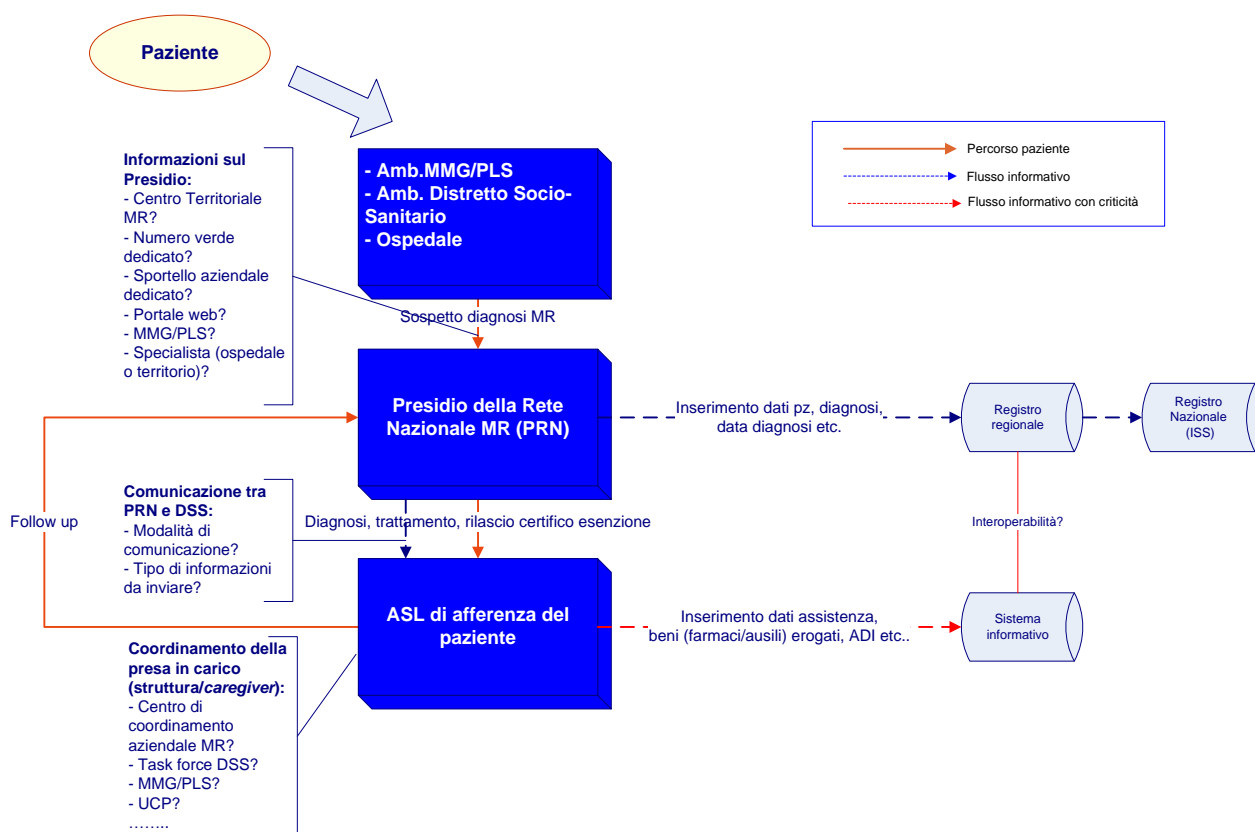 Paziente
Percorso paziente
Flusso informativo
Flusso informativo con criticità
Informazioni sul
Presidio:
- Centro Territoriale
MR?
- Numero verde
dedicato?
- Sportello aziendale
dedicato?
- Portale web?
- MMG/PLS?
- Specialista (ospedale
o territorio)?
- Amb.MMG/PLS
- Amb. Distretto Socio-
Sanitario
- Ospedale
Sospetto diagnosi MR
Presidio della Rete
Nazionale MR (PRN)
Inserimento dati pz, diagnosi,
data diagnosi etc.
Registro
regionale
Registro
Nazionale
(ISS)
Follow up
Comunicazione tra
PRN e DSS:
- Modalità di
comunicazione?
- Tipo di informazioni
da inviare?
Diagnosi, trattamento, rilascio certifico esenzione
Interoperabilità?
ASL di afferenza del
paziente
Inserimento dati assistenza,
beni (farmaci/ausili) erogati, ADI etc..
Sistema
informativo
Coordinamento della
presa in carico
(struttura/caregiver):
- Centro di
coordinamento
aziendale MR?
- Task force DSS?
- MMG/PLS?
- UCP?
……..